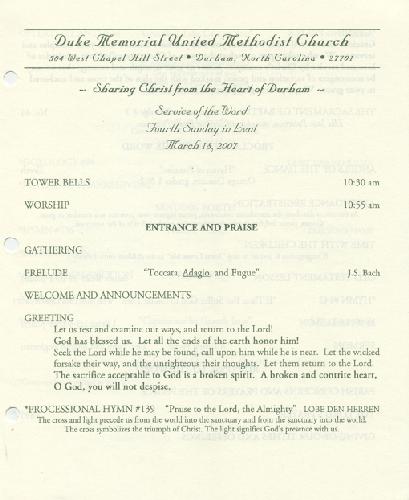 Duke Memorial United Methodist Church
504 West Chapel Hill Street • Durham, North Carolina • 27701
~ Sharing Christ from the Heart of Durham ~
Service of the Word
Fourth Sunday in Lent
March 18, 2007
TOWER BELLS 10:30 am
WORSHIP 10:55 am
ENTRANCE AND PRAISE
GATHERING
PRELUDE "Toccata, Adagio, and Fugue" J.S. Bach
WELCOME AND ANNOUNCEMENTS
GREETING
Let us test and examine our ways, and return to the Lord!
God has blessed us. Let all the ends of the earth honor him!
Seek the Lord while he may be found, call upon him while he is near. Let the wicked
forsake their way, and the unrighteous their thoughts. Let them return to the Lord.
The sacrifice acceptable to God is a broken spirit. A broken and contrite heart,
O God, you will not despise.
*PROCESSIONAL HYMN #139 "Praise to the Lord, the Almighty" LOBE DEN HERREN
The cross and light precede us from the world into the sanctuary and from the sanctuary into the world.
The cross symbolizes the triumph of Christ. The light signifies God's presence with us.